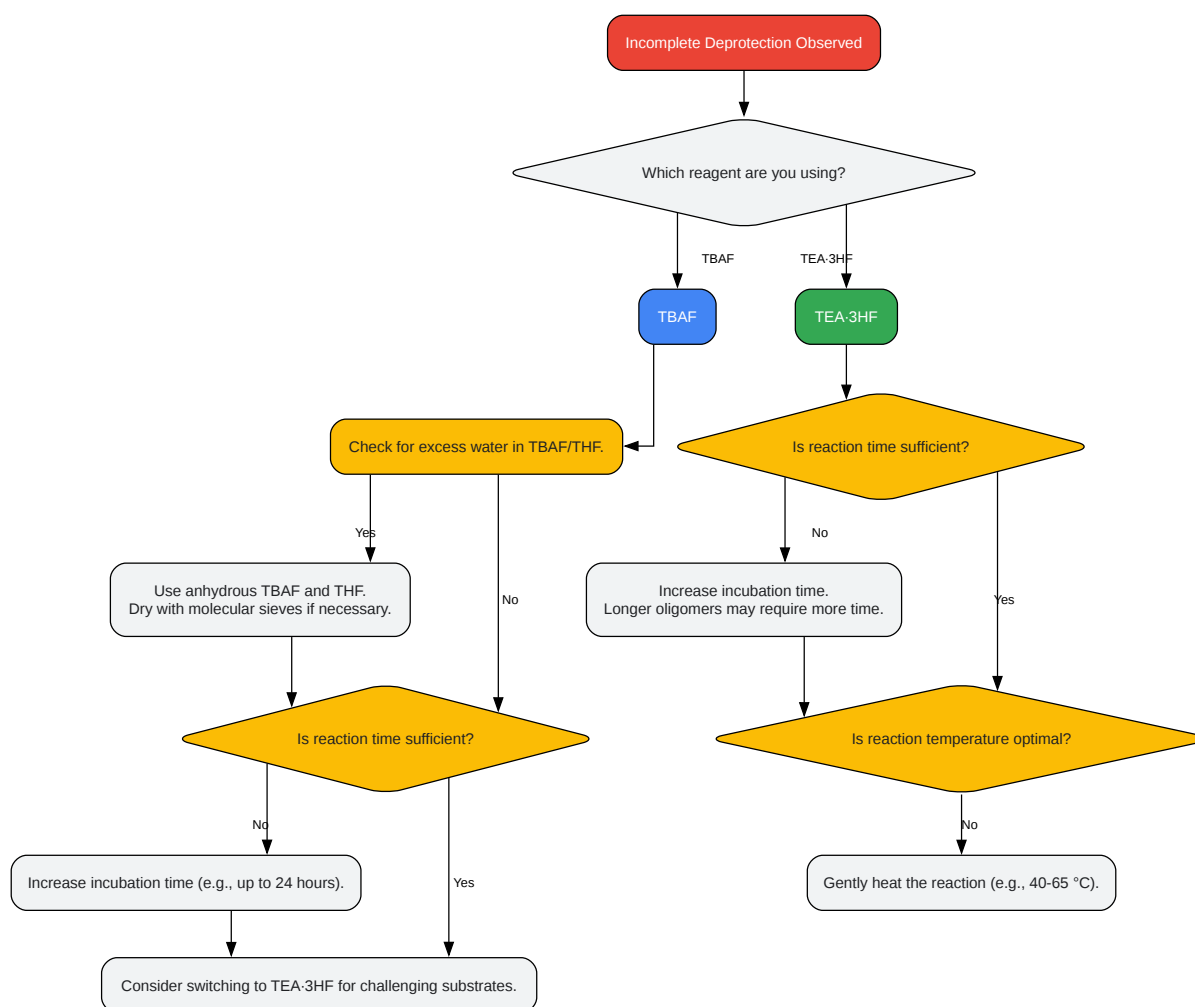 Incomplete Deprotection Observed
Which reagent are you using?
TBAF
TEA·3HF
TBAF
TEA·3HF
Check for excess water in TBAF/THF.
Is reaction time sufficient?
Yes
No
Use anhydrous TBAF and THF.
Dry with molecular sieves if necessary.
No
Increase incubation time.
Longer oligomers may require more time.
Yes
Is reaction time sufficient?
Is reaction temperature optimal?
No
No
Increase incubation time (e.g., up to 24 hours).
Yes
Gently heat the reaction (e.g., 40-65 °C).
Consider switching to TEA·3HF for challenging substrates.